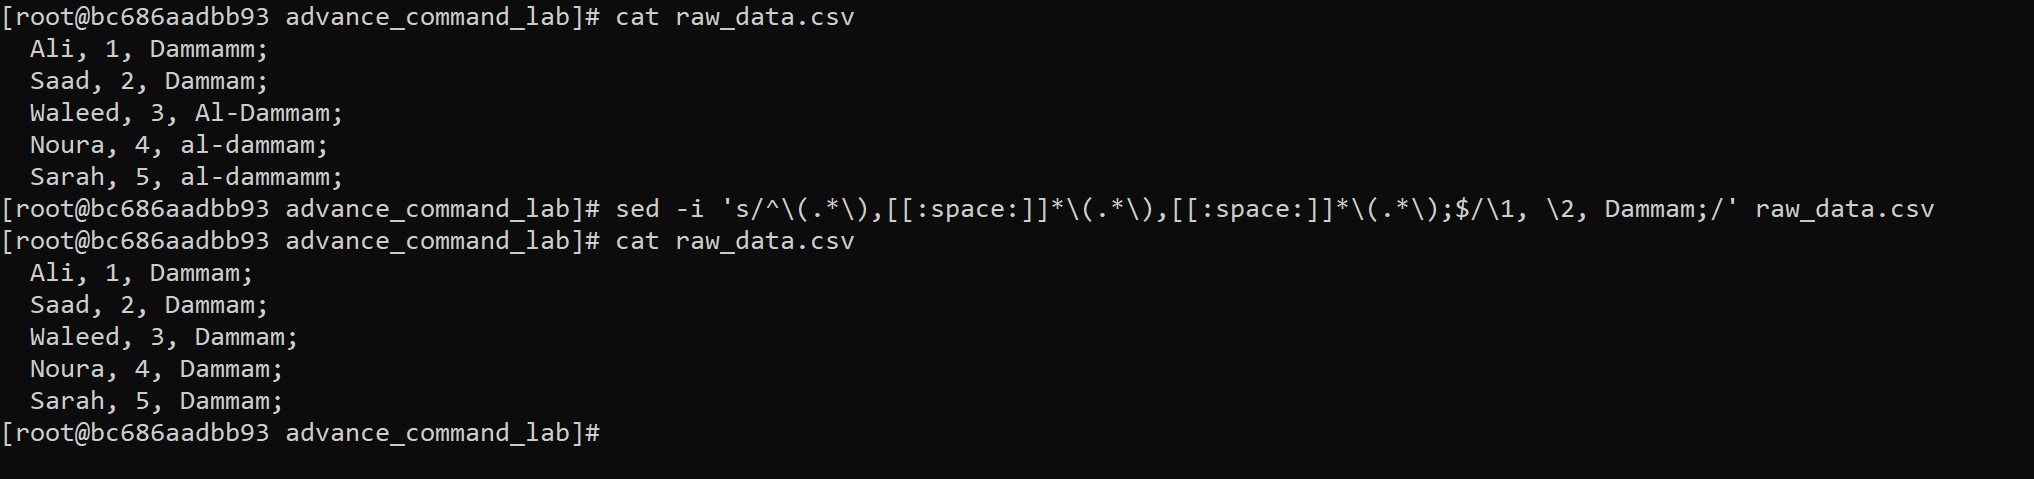 [root@bc686aadbb93 advance_command_lab]# cat raw_data.csv
  Ali, 1, Dammamm;
  Saad, 2, Dammam;
  Waleed, 3, Al-Dammam;
  Noura, 4, al-dammam;
  Sarah, 5, al-dammamm;
[root@bc686aadbb93 advance_command_lab]# sed -i 's/^\(.*\),[[:space:]]*\(.*\),[[:space:]]*\(.*\);$/\1, \2, Dammam;/' raw_data.csv
[root@bc686aadbb93 advance_command_lab]# cat raw_data.csv
  Ali, 1, Dammam;
  Saad, 2, Dammam;
  Waleed, 3, Dammam;
  Noura, 4, Dammam;
  Sarah, 5, Dammam;
[root@bc686aadbb93 advance_command_lab]#